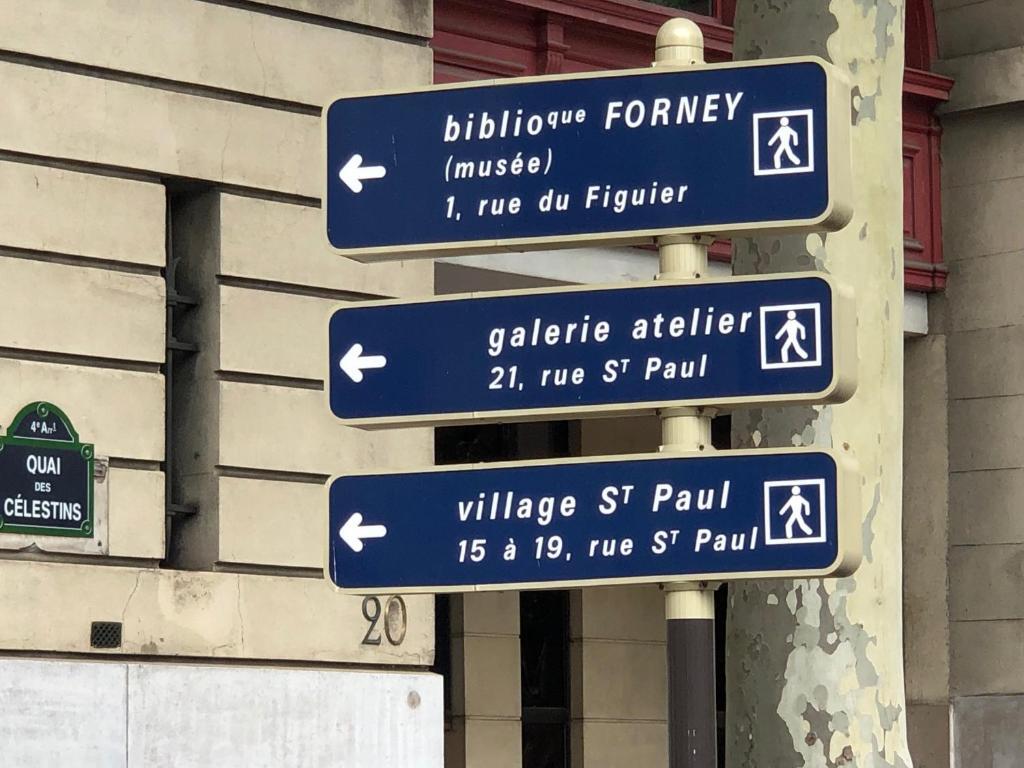 biblioque FORNEY
(musée)
1, rue du Figuier
galerie atelier
21, rue ST Paul
village ST Paul
15 à 19, rue ST Paul
4e Arrt
QUAI
DES
CÉLESTINS
20